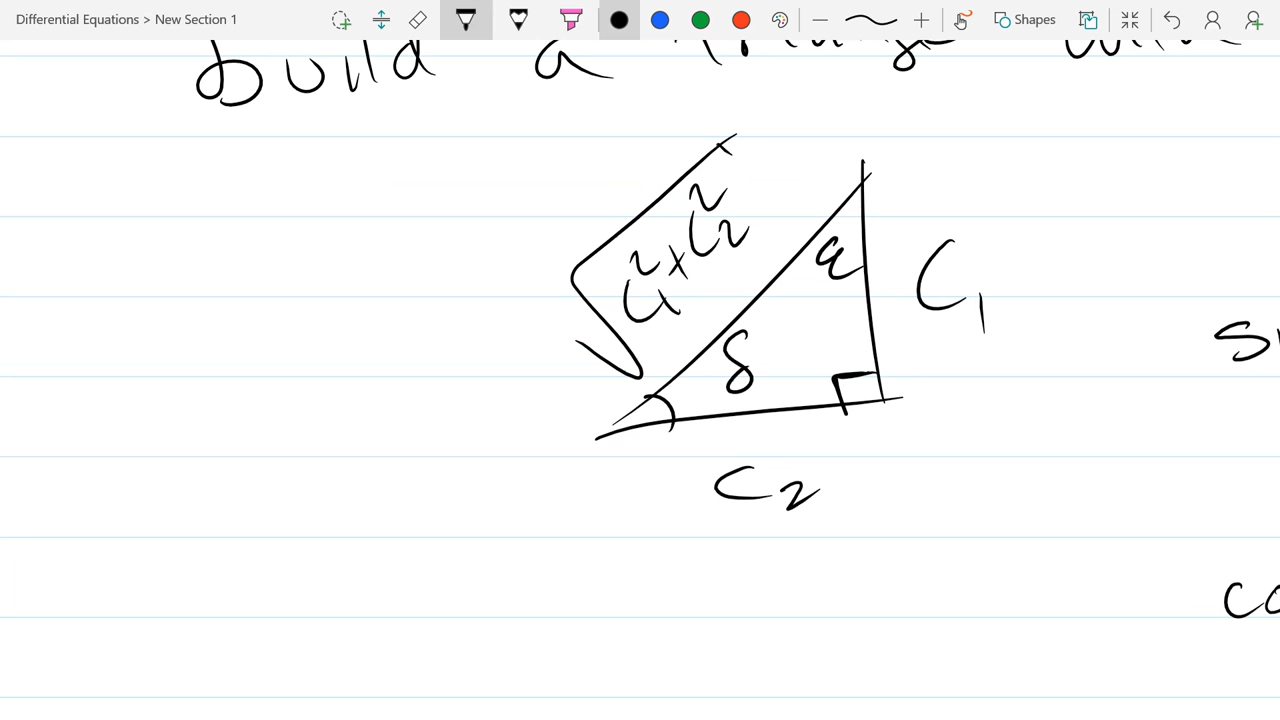 Differential Equations > New Section 1
Shapes
build a
√C₁²+C₂²
δ
C₁
C₂